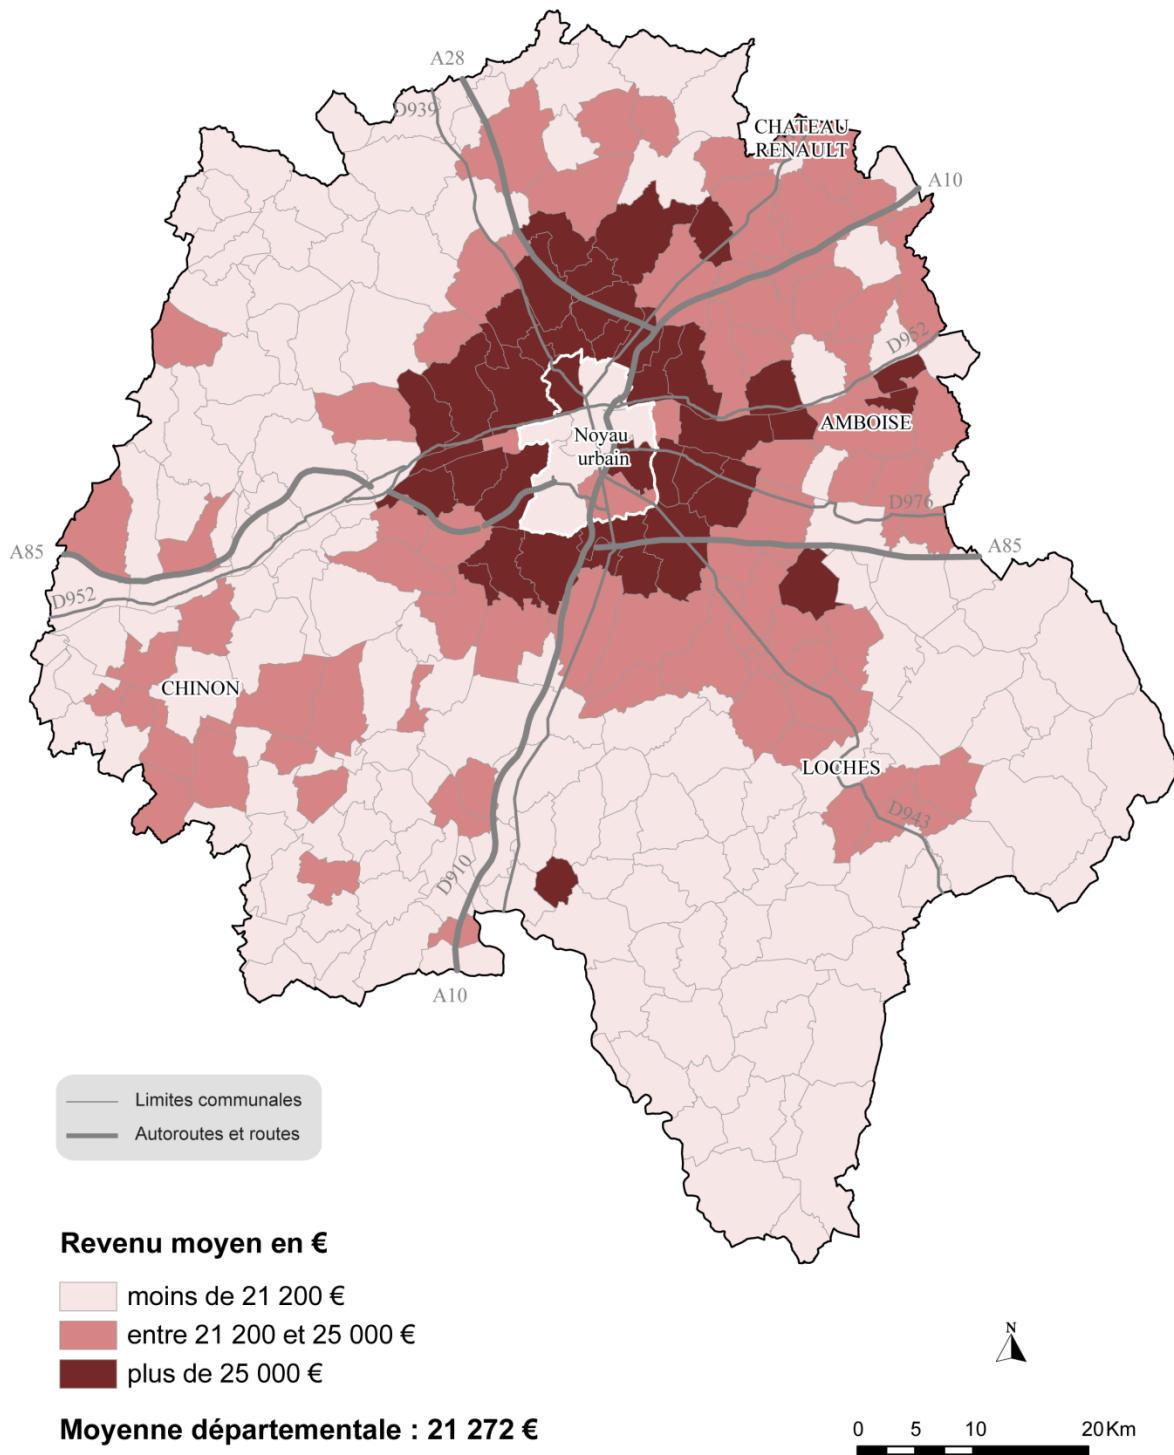 A28
D939
CHATEAU
RENAULT
A10
D952
AMBOISE
Noyau
urbain
D976
A85
A85
D952
CHINON
LOCHES
D943
D910
A10
Limites communales
Autoroutes et routes
Revenu moyen en €
moins de 21 200 €
entre 21 200 et 25 000 €
plus de 25 000 €
Moyenne départementale : 21 272 €
N
0 5 10 20Km